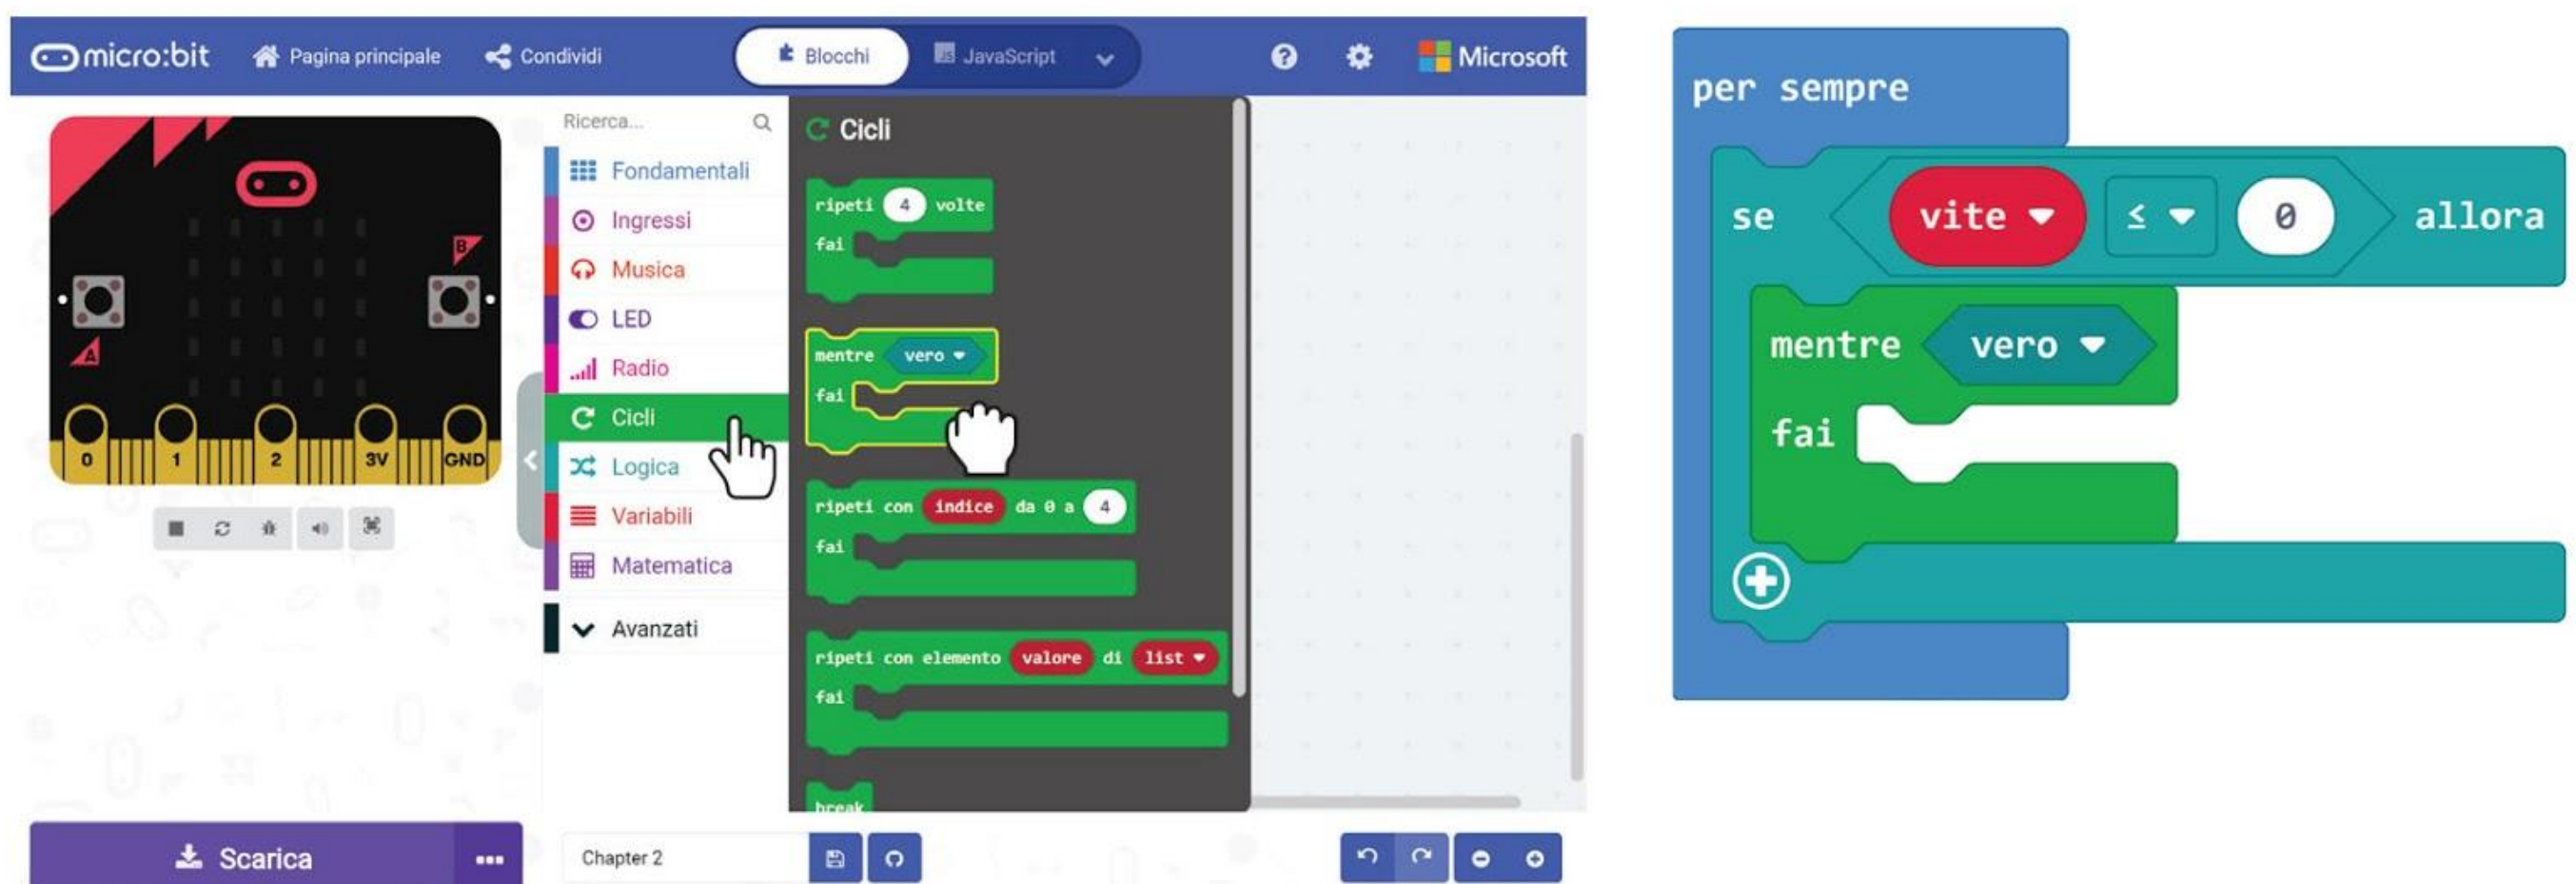 micro:bit Pagina principale Condividi Blocchi JavaScript Microsoft
B
A
0 1 2 3V GND
Ricerca...
Fondamentali
Ingressi
Musica
LED
Radio
Cicli
Logica
Variabili
Matematica
Avanzati
Cicli
ripeti 4 volte
fai
mentre vero
fai
ripeti con indice da 0 a 4
fai
ripeti con elemento valore di list
fai
break
Scarica
Chapter 2
per sempre
se vite ≤ 0 allora
mentre vero
fai